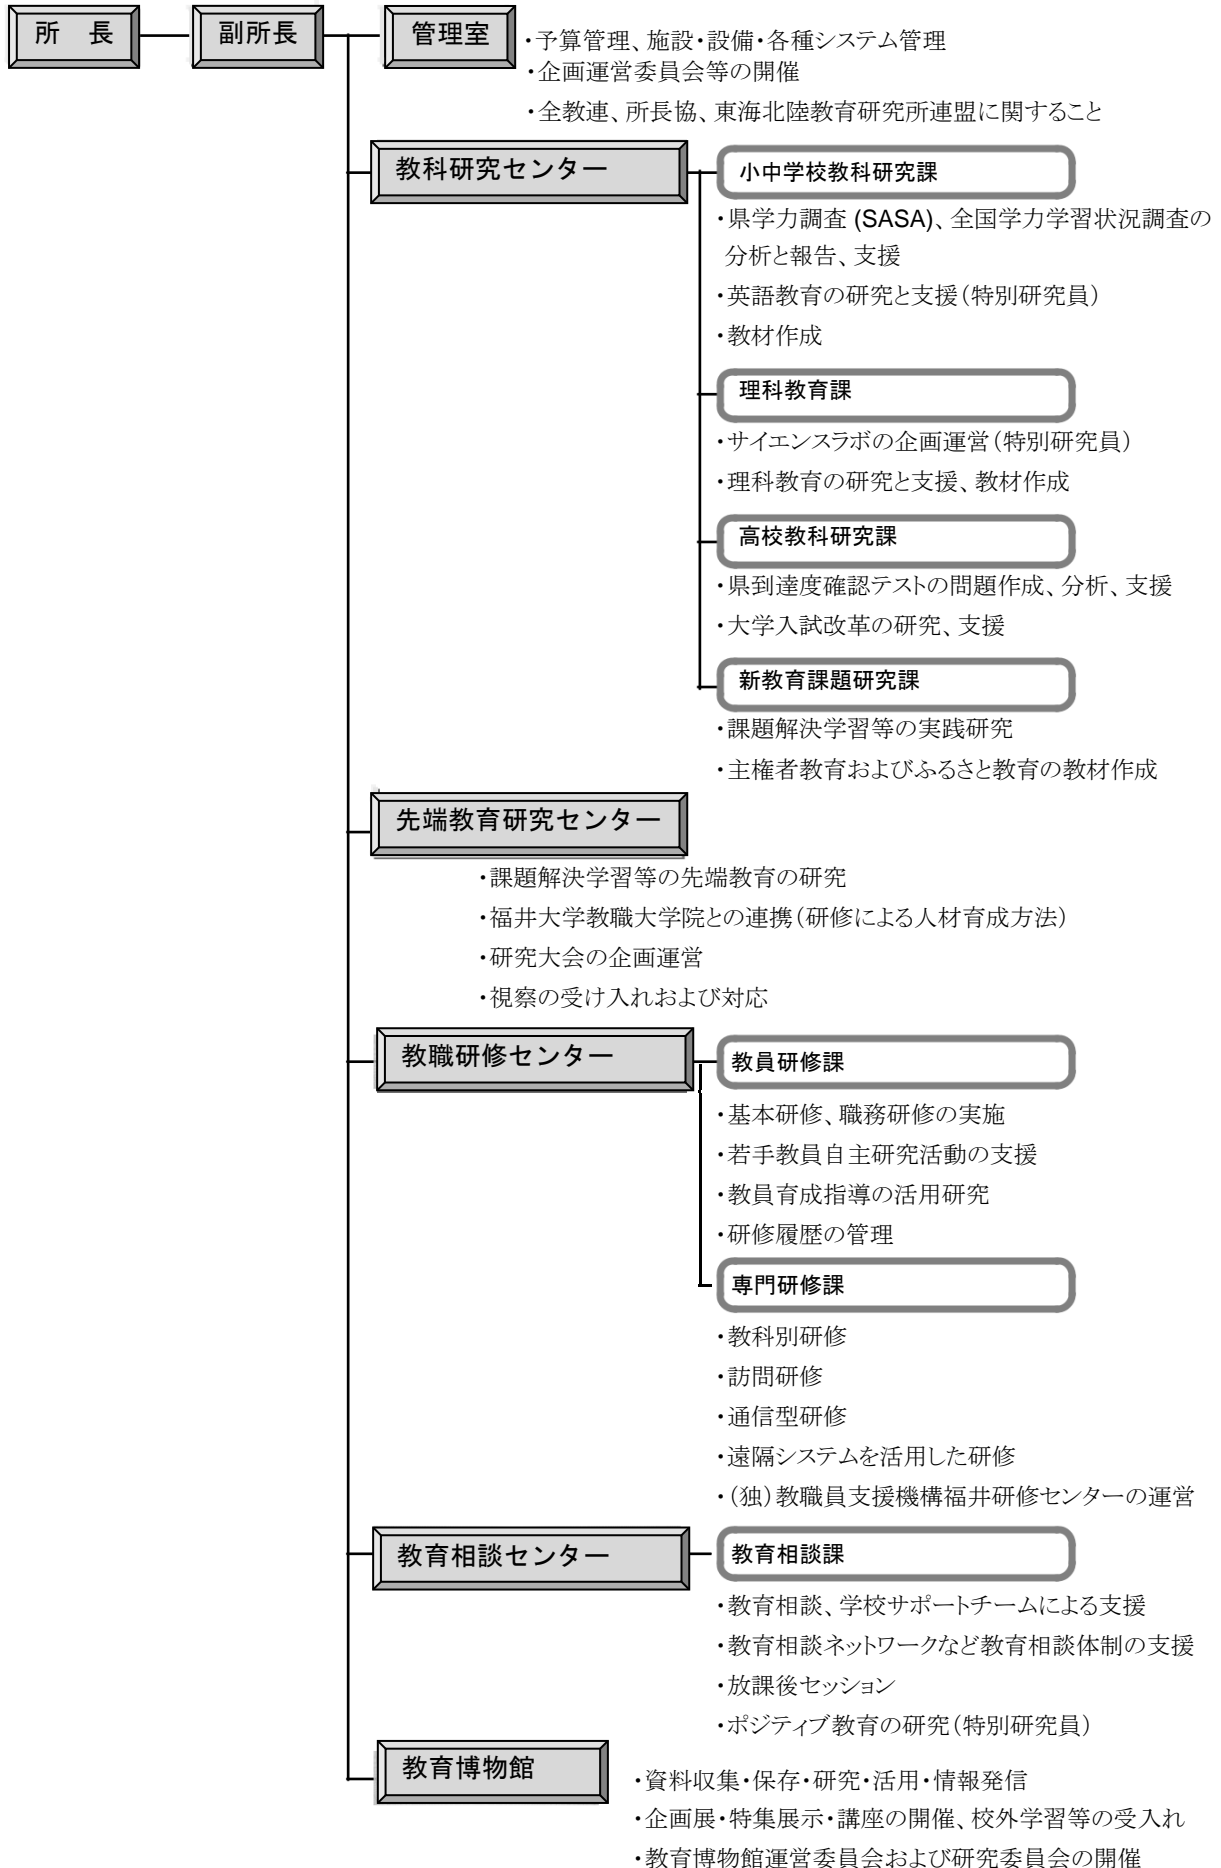 所　長
副所長
管理室
・予算管理、施設・設備・各種システム管理
・企画運営委員会等の開催
・全教連、所長協、東海北陸教育研究所連盟に関すること
教科研究センター
小中学校教科研究課
・県学力調査 (SASA)、全国学力学習状況調査の
分析と報告、支援
・英語教育の研究と支援（特別研究員）
・教材作成
理科教育課
・サイエンスラボの企画運営（特別研究員）
・理科教育の研究と支援、教材作成
高校教科研究課
・県到達度確認テストの問題作成、分析、支援
・大学入試改革の研究、支援
新教育課題研究課
・課題解決学習等の実践研究
・主権者教育およびふるさと教育の教材作成
先端教育研究センター
・課題解決学習等の先端教育の研究
・福井大学教職大学院との連携（研修による人材育成方法）
・研究大会の企画運営
・視察の受け入れおよび対応
教職研修センター
教員研修課
・基本研修、職務研修の実施
・若手教員自主研究活動の支援
・教員育成指導の活用研究
・研修履歴の管理
専門研修課
・教科別研修
・訪問研修
・通信型研修
・遠隔システムを活用した研修
・（独）教職員支援機構福井研修センターの運営
教育相談センター
教育相談課
・教育相談、学校サポートチームによる支援
・教育相談ネットワークなど教育相談体制の支援
・放課後セッション
・ポジティブ教育の研究（特別研究員）
教育博物館
・資料収集・保存・研究・活用・情報発信
・企画展・特集展示・講座の開催、校外学習等の受入れ
・教育博物館運営委員会および研究委員会の開催